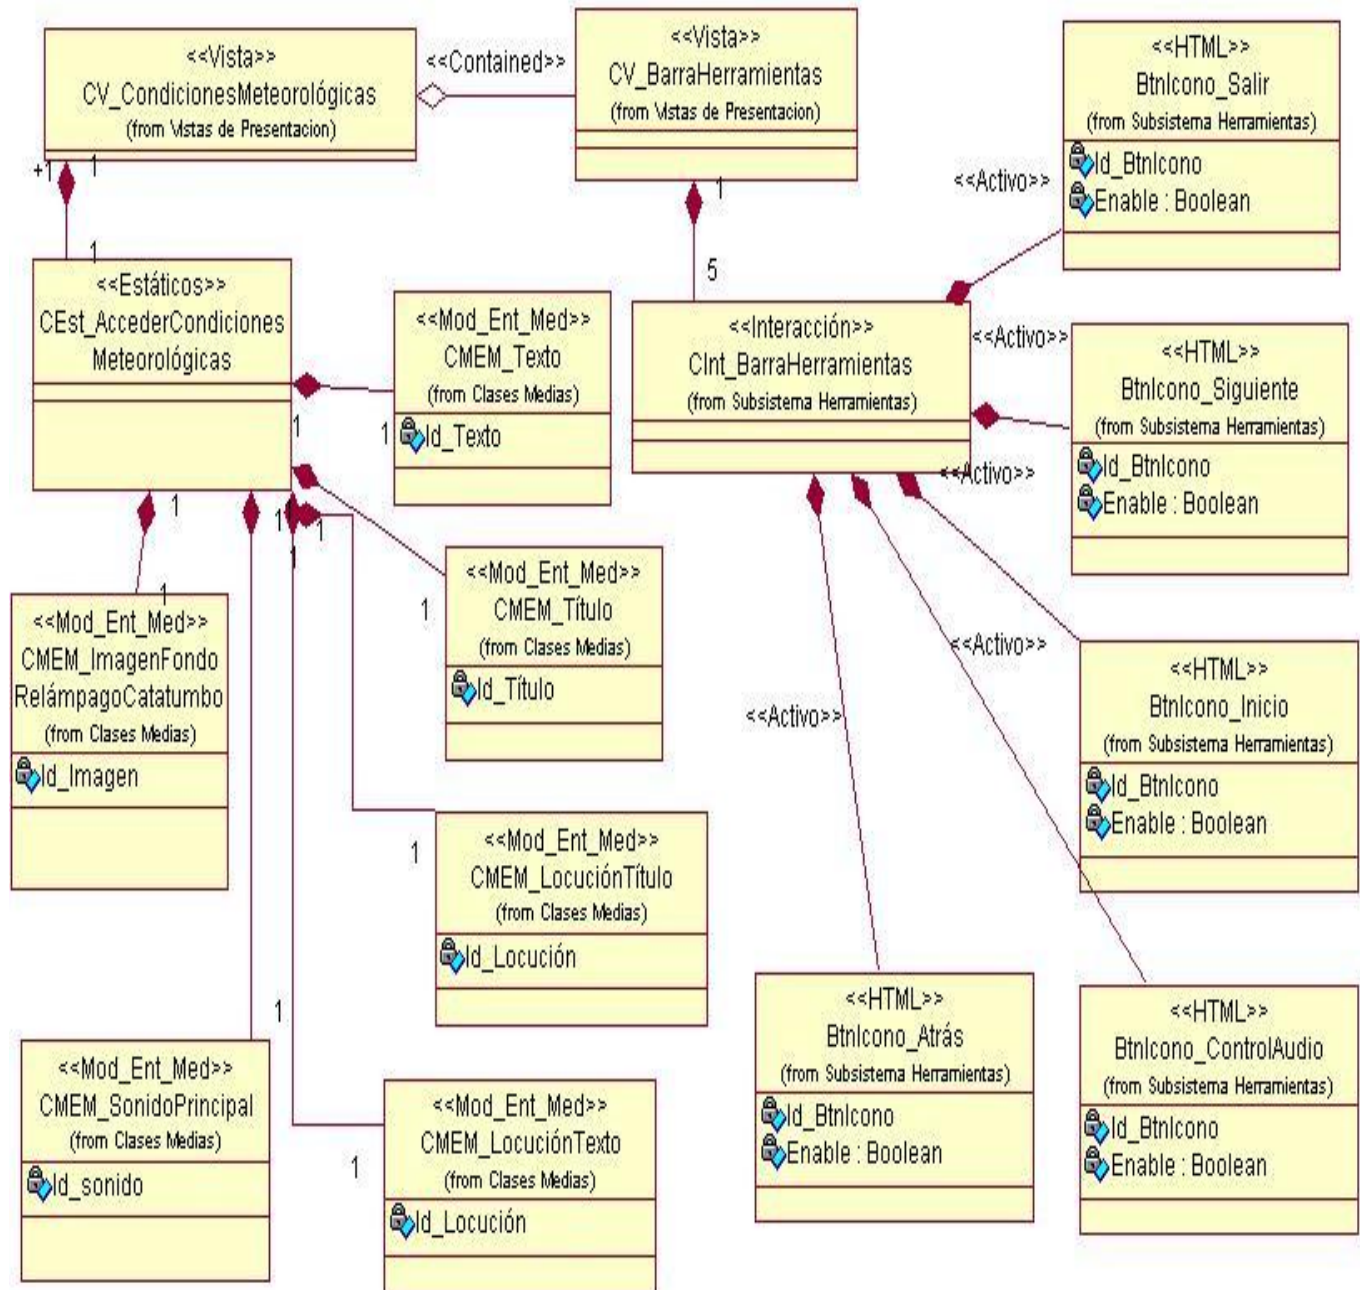 <<Vista>>
CV_CondicionesMeteorológicas
(from Vistas de Presentacion)
<<Contained>>
<<Vista>>
CV_BarraHerramientas
(from Vistas de Presentacion)
<<HTML>>
BtnIcono_Salir
(from Subsistema Herramientas)
Id_BtnIcono
Enable : Boolean
+1
1
1
1
5
<<Activo>>
<<Estáticos>>
CEst_AccederCondiciones
Meteorológicas
<<Mod_Ent_Med>>
CMEM_Texto
(from Clases Medias)
Id_Texto
1
1
<<Interacción>>
CInt_BarraHerramientas
(from Subsistema Herramientas)
<<Activo>>
<<HTML>>
BtnIcono_Siguiente
(from Subsistema Herramientas)
Id_BtnIcono
Enable : Boolean
<<Activo>>
1
1
1
1
1
1
<<Mod_Ent_Med>>
CMEM_Título
(from Clases Medias)
Id_Título
1
<<Mod_Ent_Med>>
CMEM_ImagenFondo
RelámpagoCatatumbo
(from Clases Medias)
Id_Imagen
<<Activo>>
<<Activo>>
<<HTML>>
BtnIcono_Inicio
(from Subsistema Herramientas)
Id_BtnIcono
Enable : Boolean
1
<<Mod_Ent_Med>>
CMEM_LocuciónTítulo
(from Clases Medias)
Id_Locución
1
<<Mod_Ent_Med>>
CMEM_SonidoPrincipal
(from Clases Medias)
Id_sonido
1
<<Mod_Ent_Med>>
CMEM_LocuciónTexto
(from Clases Medias)
Id_Locución
<<HTML>>
BtnIcono_Atrás
(from Subsistema Herramientas)
Id_BtnIcono
Enable : Boolean
<<HTML>>
BtnIcono_ControlAudio
(from Subsistema Herramientas)
Id_BtnIcono
Enable : Boolean